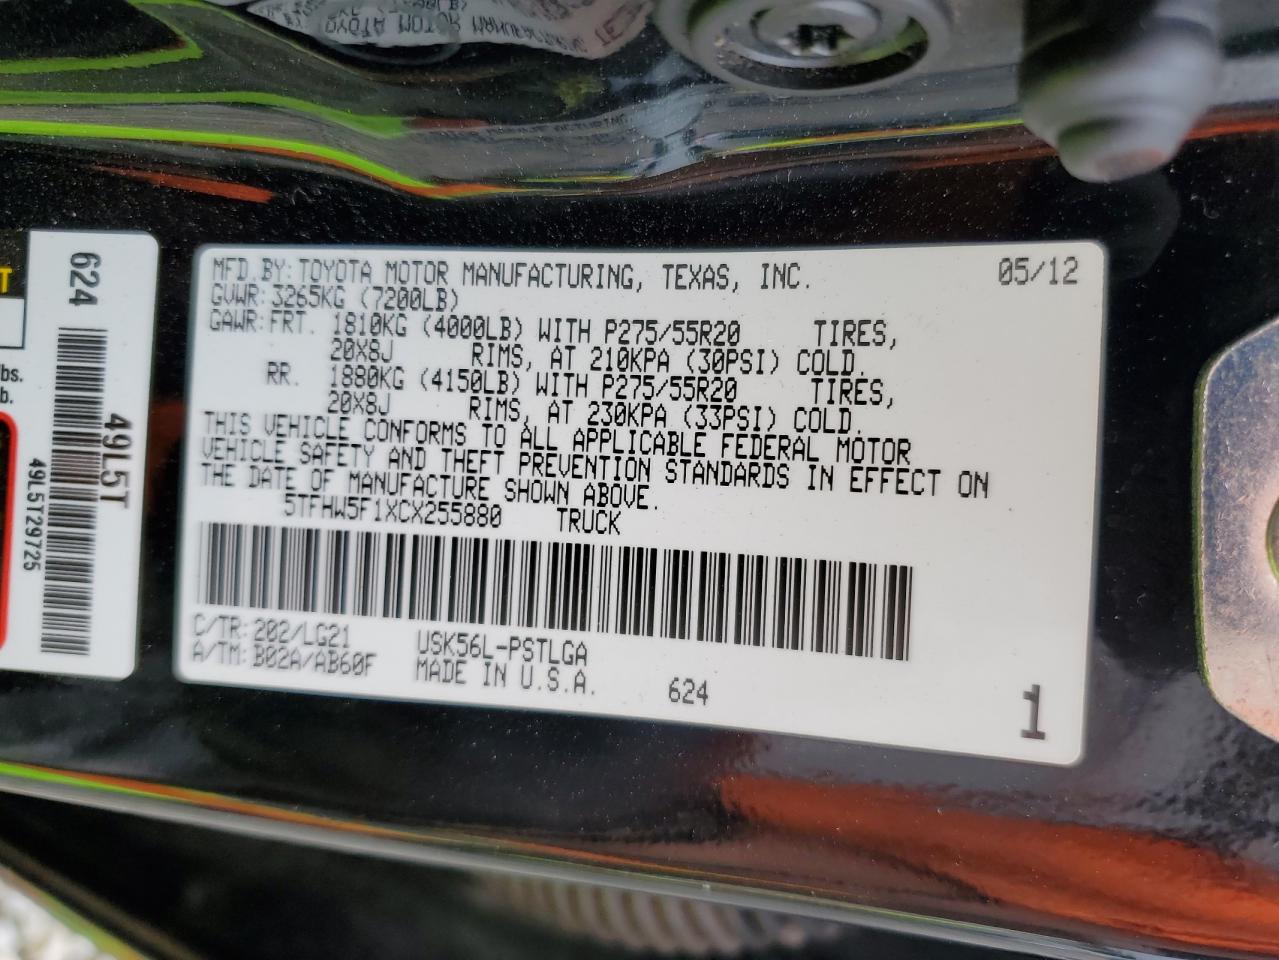 MFD.BY: TOYOTA MOTOR MANUFACTURING, TEXAS, INC. 05/12
GVWR: 3265KG (7200LB)
GAWR: FRT. 1810KG (4000LB) WITH P275/55R20 TIRES,
20X8J RIMS, AT 210KPA (30PSI) COLD.
RR. 1880KG (4150LB) WITH P275/55R20 TIRES,
20X8J RIMS, AT 230KPA (33PSI) COLD.
THIS VEHICLE CONFORMS TO ALL APPLICABLE FEDERAL MOTOR
VEHICLE SAFETY AND THEFT PREVENTION STANDARDS IN EFFECT ON
THE DATE OF MANUFACTURE SHOWN ABOVE.
5TFHW5F1XCX255880 TRUCK
C/TR: 202/LG21 USK56L-PSTLGA
A/TM: B02A/AB60F MADE IN U.S.A. 624 1
624
49L5T
49L5T29725
T
lbs.
lb.